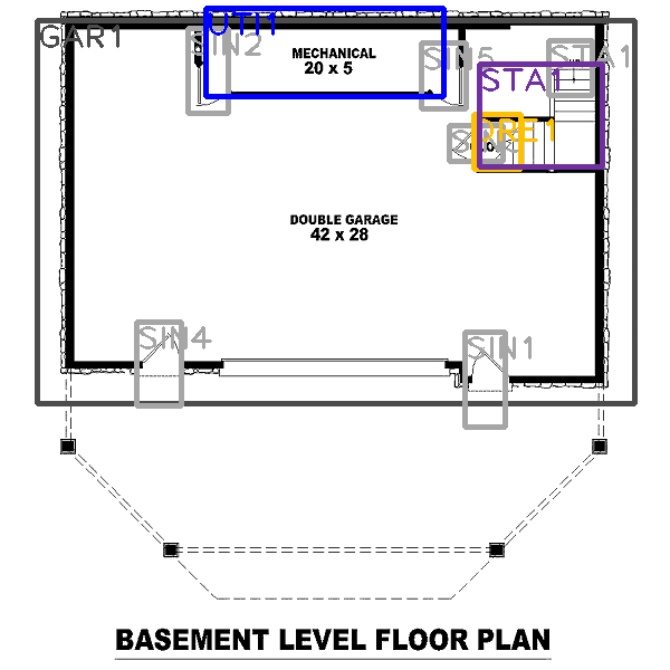 GAR1
UTI1
SIN2
MECHANICAL
20 x 5
SIN5
STA1
STA1
PRE1
DOUBLE GARAGE
42 x 28
SIN4
SIN1
BASEMENT LEVEL FLOOR PLAN